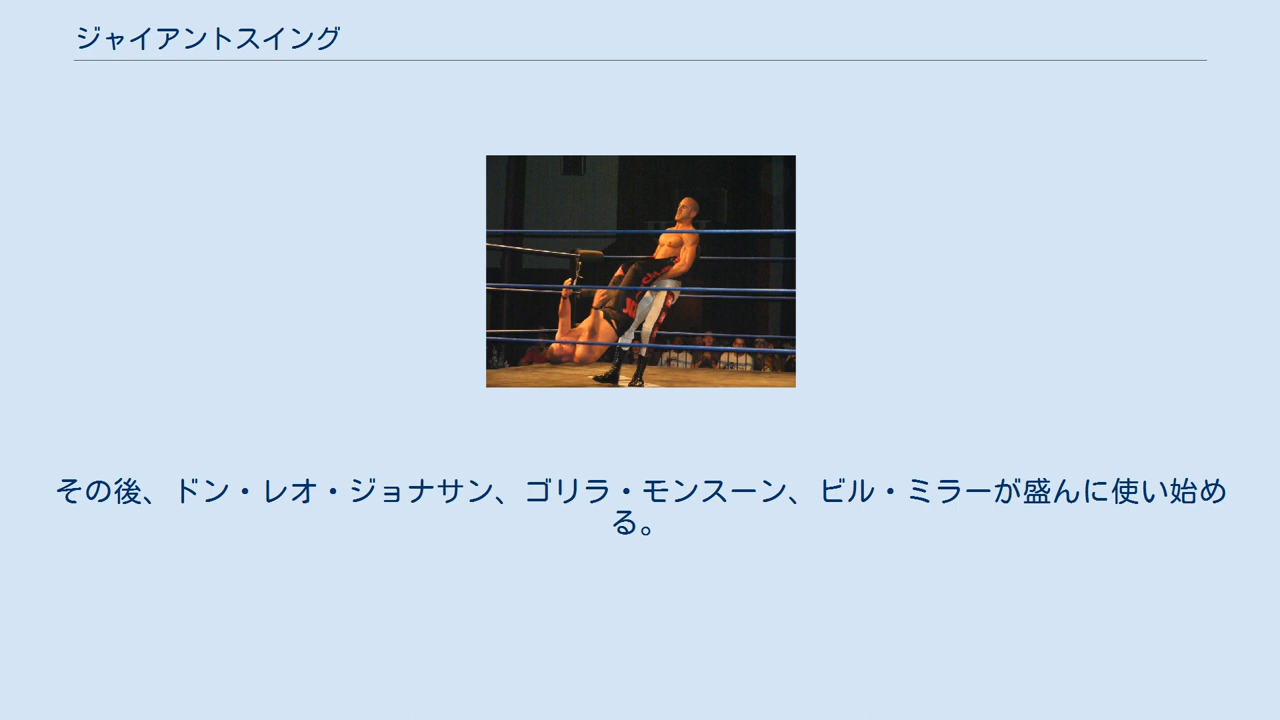 ジャイアントスイング
その後、ドン・レオ・ジョナサン、ゴリラ・モンスーン、ビル・ミラーが盛んに使い始め
る。